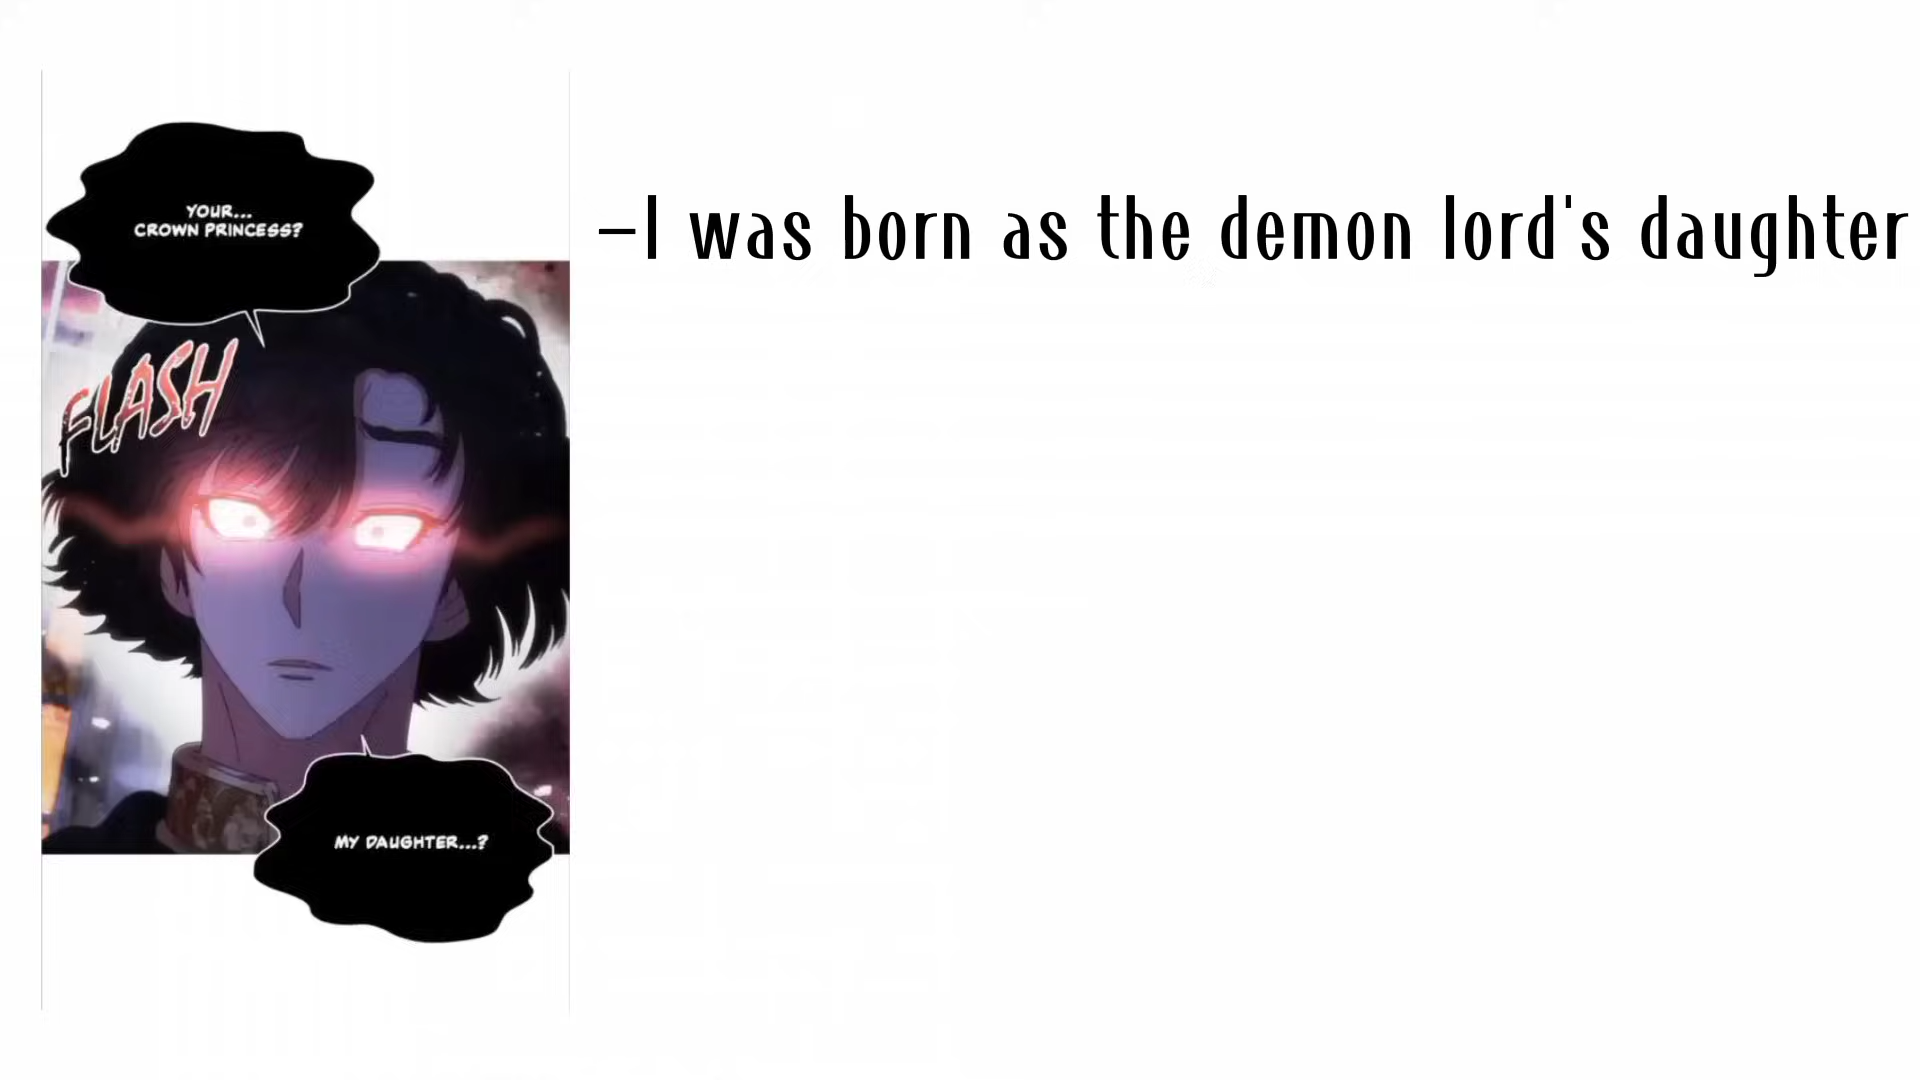 YOUR...
CROWN PRINCESS?
FLASH
MY DAUGHTER...?
-I was born as the demon lord's daughter